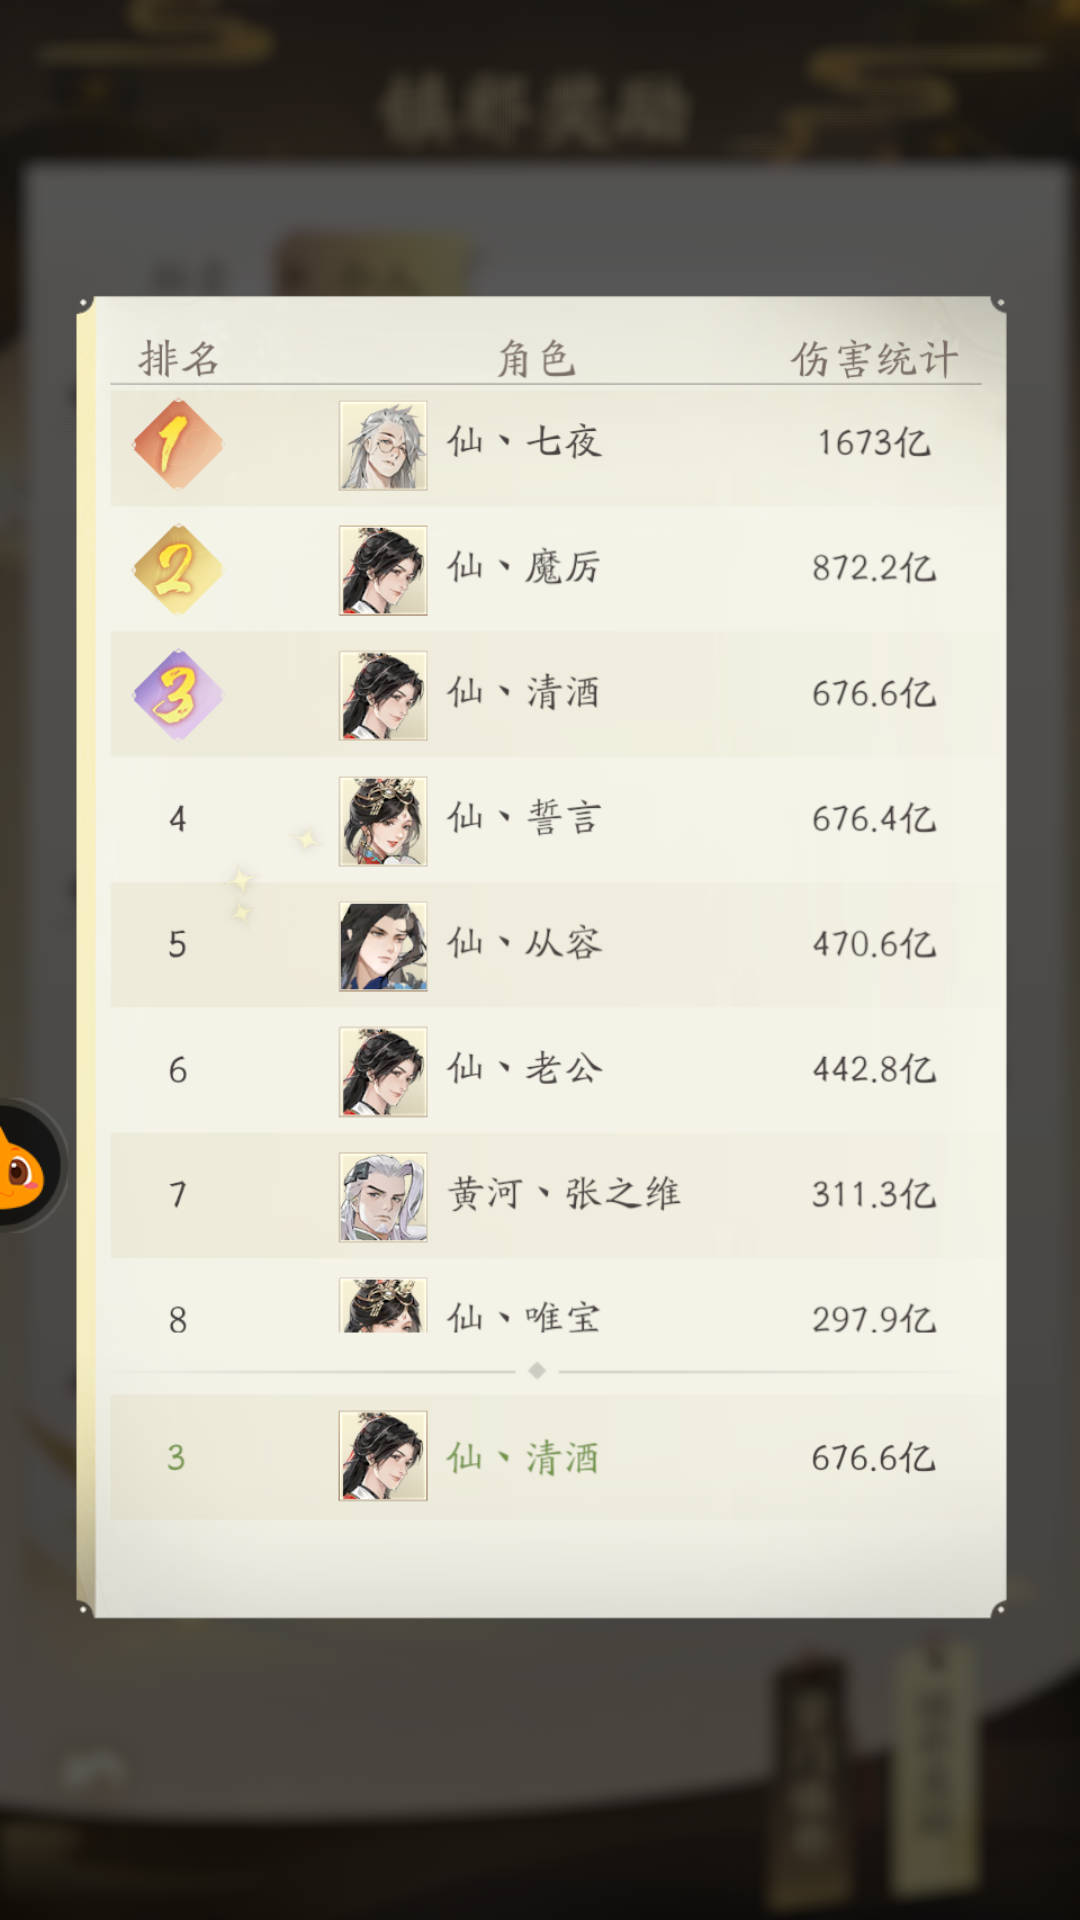 排名 角色 伤害统计
1 仙、七夜 1673亿
2 仙、魔厉 872.2亿
3 仙、清酒 676.6亿
4 仙、誓言 676.4亿
5 仙、从容 470.6亿
6 仙、老公 442.8亿
7 黄河、张之维 311.3亿
8 仙、唯宝 297.9亿
3 仙、清酒 676.6亿